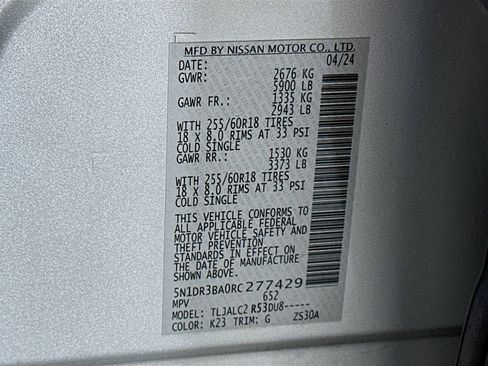 MFD BY NISSAN MOTOR CO., LTD.
DATE: 04/24
GVWR: 2676 KG
5900 LB
GAWR FR.: 1335 KG
2943 LB
WITH 255/60R18 TIRES
18 X 8.0 RIMS AT 33 PSI
COLD SINGLE
GAWR RR.: 1530 KG
3373 LB
WITH 255/60R18 TIRES
18 X 8.0 RIMS AT 33 PSI
COLD SINGLE
THIS VEHICLE CONFORMS TO
ALL APPLICABLE FEDERAL
MOTOR VEHICLE SAFETY AND
THEFT PREVENTION
STANDARDS IN EFFECT ON
THE DATE OF MANUFACTURE
SHOWN ABOVE.
5N1DR3BA0RC277429
MPV 652
MODEL: TLJALC2 R53DU8-----
COLOR: K23 TRIM: G ZS30A